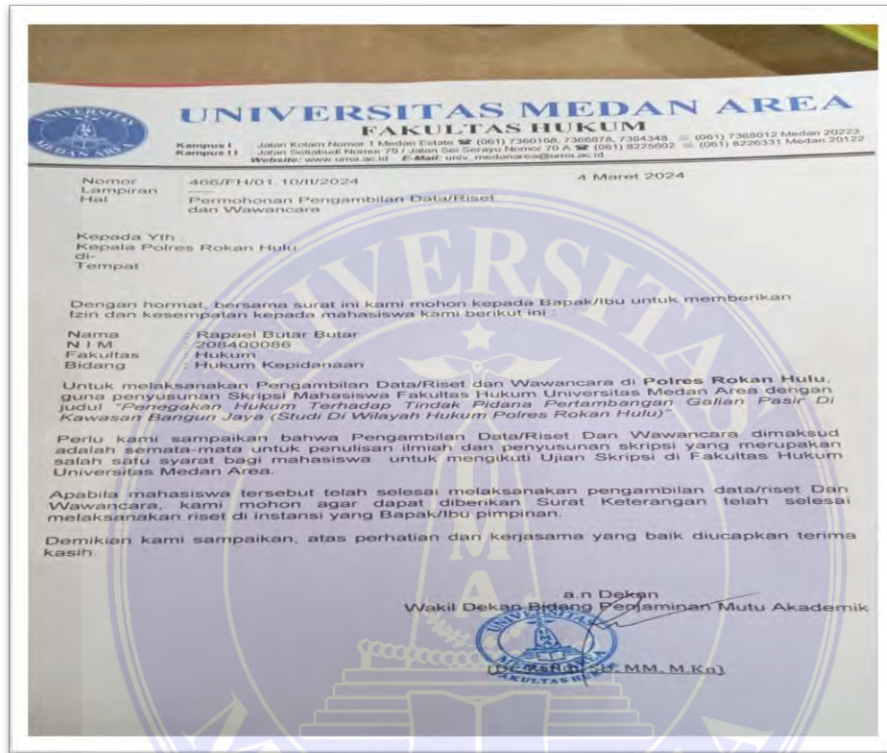 UNIVERSITAS MEDAN AREA
FAKULTAS HUKUM
Kampus I Jalan Kolam Nomor 1 Medan Estate ☎ (061) 7360168, 7366878, 7364348 (061) 7368012 Medan 20223
Kampus II Jalan Setiabudi Nomor 79 / Jalan Sei Serayu Nomor 70 A ☎ (061) 8225602 (061) 8226331 Medan 20122
Website: www.uma.ac.id E-Mail: univ_medanarea@uma.ac.id
Nomor 466/FH/01.10/II/2024 4 Maret 2024
Lampiran ----
Hal Permohonan Pengambilan Data/Riset
dan Wawancara
Kepada Yth :
Kepala Polres Rokan Hulu
di-
Tempat
Dengan hormat, bersama surat ini kami mohon kepada Bapak/Ibu untuk memberikan
Izin dan kesempatan kepada mahasiswa kami berikut ini :
Nama : Rapael Butar Butar
N I M : 208400086
Fakultas : Hukum
Bidang : Hukum Kepidanaan
Untuk melaksanakan Pengambilan Data/Riset dan Wawancara di Polres Rokan Hulu,
guna penyusunan Skripsi Mahasiswa Fakultas Hukum Universitas Medan Area dengan
judul "Penegakan Hukum Terhadap Tindak Pidana Pertambangan Galian Pasir Di
Kawasan Bangun Jaya (Studi Di Wilayah Hukum Polres Rokan Hulu)".
Perlu kami sampaikan bahwa Pengambilan Data/Riset Dan Wawancara dimaksud
adalah semata-mata untuk penulisan ilmiah dan penyusunan skripsi yang merupakan
salah satu syarat bagi mahasiswa untuk mengikuti Ujian Skripsi di Fakultas Hukum
Universitas Medan Area.
Apabila mahasiswa tersebut telah selesai melaksanakan pengambilan data/riset Dan
Wawancara, kami mohon agar dapat diberikan Surat Keterangan telah selesai
melaksanakan riset di instansi yang Bapak/Ibu pimpinan.
Demikian kami sampaikan, atas perhatian dan kerjasama yang baik diucapkan terima
kasih.
a.n Dekan
Wakil Dekan Bidang Penjaminan Mutu Akademik
UNIVERSITAS
MEDAN AREA
FAKULTAS HUKUM
SH, MM, M.Kn)